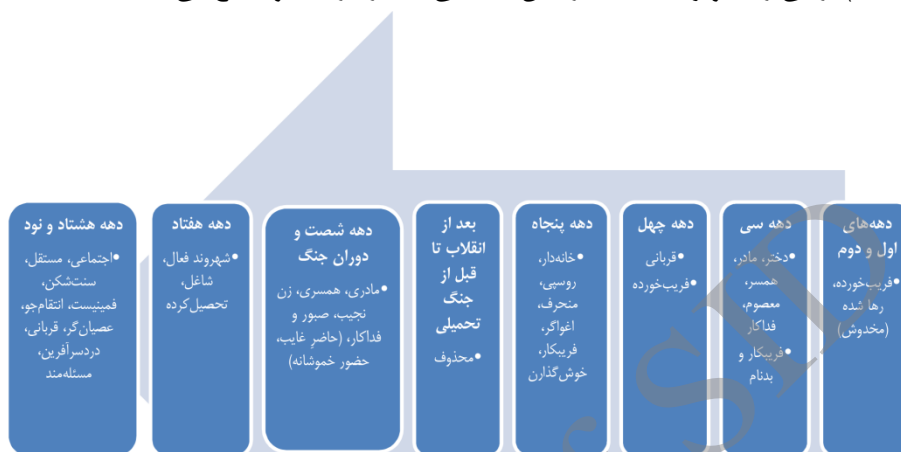 دهه‌های
اول و دوم
•فریب‌خورده،
رها شده
(مخدوش)
دهه سی
•دختر، مادر،
همسر،
معصوم،
فداکار
•فریبکار و
بدنام
دهه چهل
•قربانی
•فریب‌خورده
دهه پنجاه
•خانه‌دار،
روسپی،
منحرف،
اغواگر،
فریبکار،
خوش‌گذارن
بعد از
انقلاب تا
قبل از
جنگ
تحمیلی
•محذوف
دهه شصت و
دوران جنگ
•مادری، همسری، زن
نجیب، صبور و
فداکار، (حاضرِ غایب،
حضور خموشانه)
دهه هفتاد
•شهروند فعال،
شاغل،
تحصیل‌کرده
دهه هشتاد و نود
•اجتماعی، مستقل،
سنت‌شکن،
فمینیست، انتقام‌جو،
عصیان‌گر، قربانی،
دردسرآفرین،
مسئله‌مند
SID